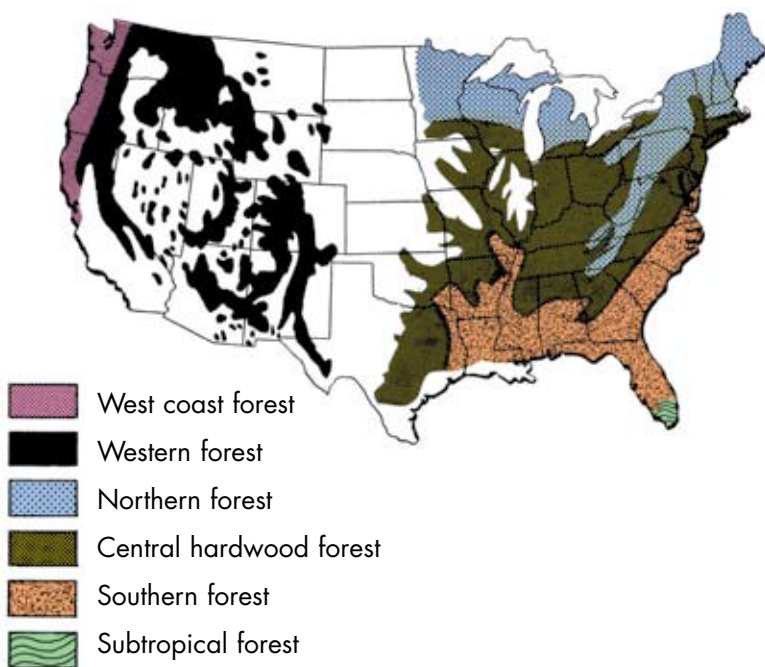 West coast forest
Western forest
Northern forest
Central hardwood forest
Southern forest
Subtropical forest